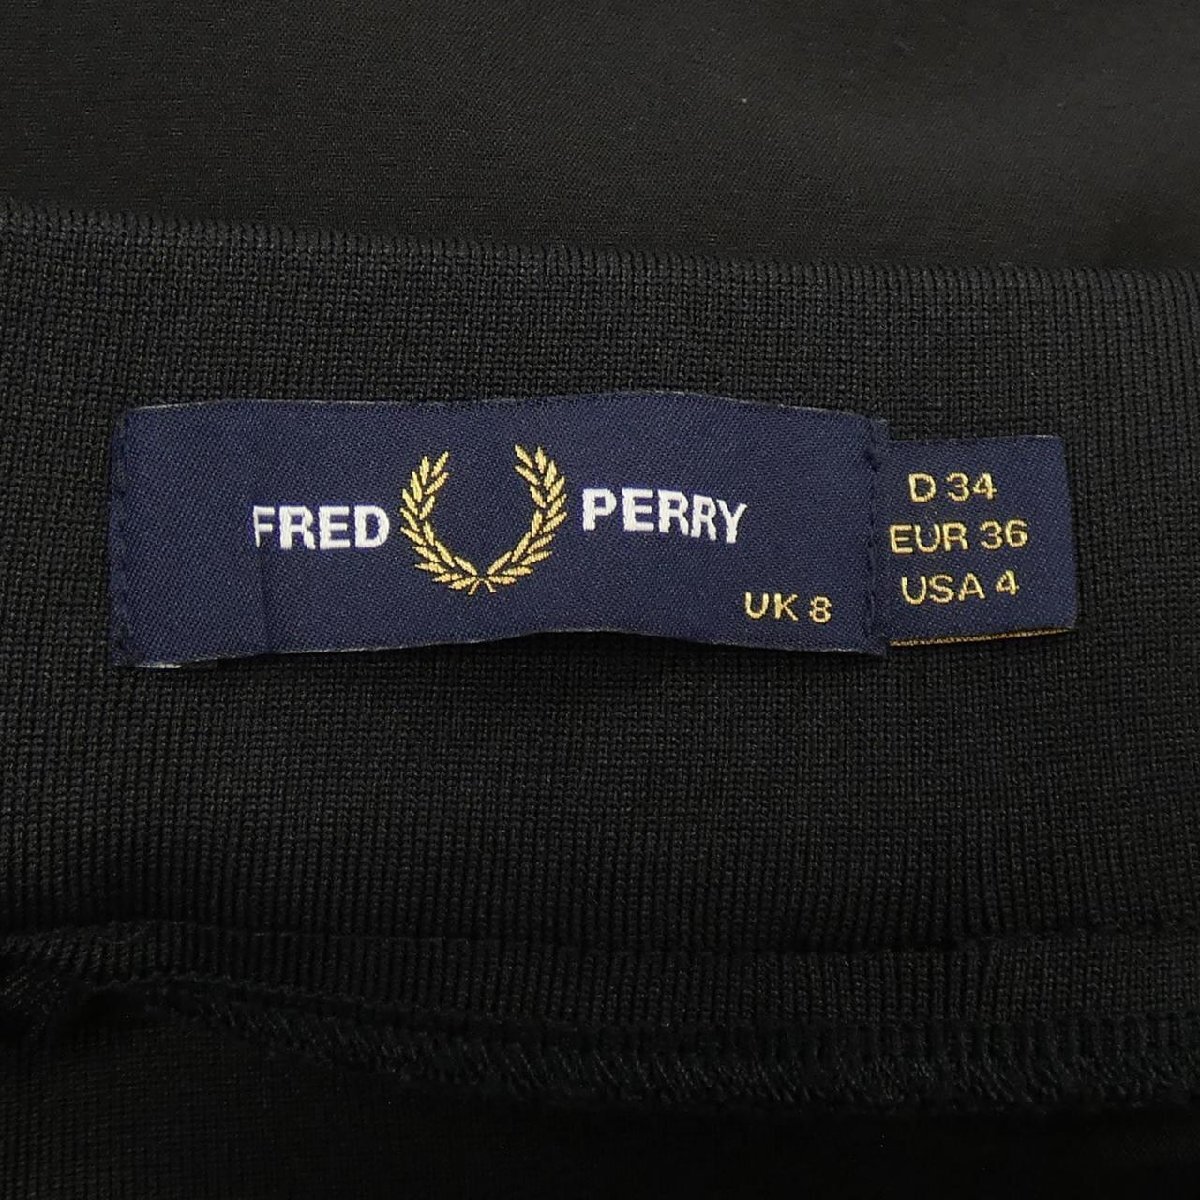 FRED PERRY
UK 8
D 34
EUR 36
USA 4